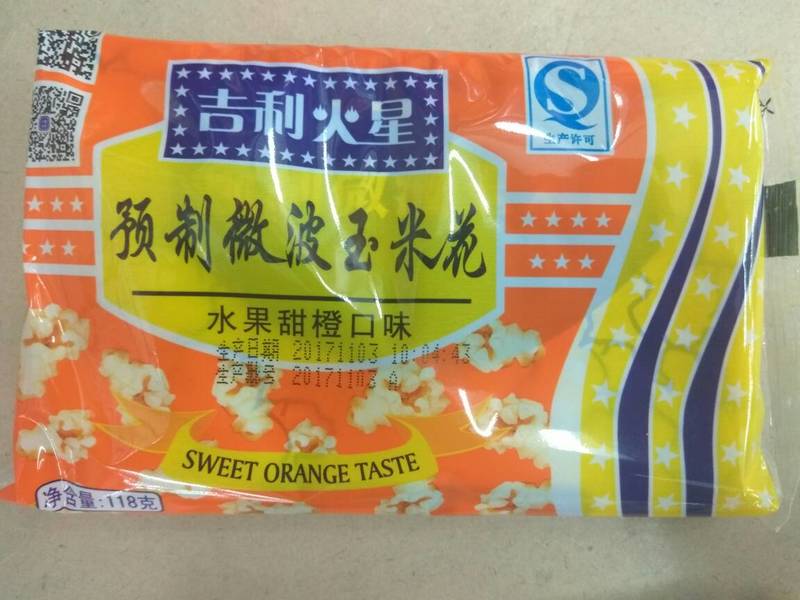 吉利火星
生产许可
预制微波玉米花
水果甜橙口味
生产日期 20171103 10:04:43
生产批号 20171103 A
SWEET ORANGE TASTE
净含量:118克